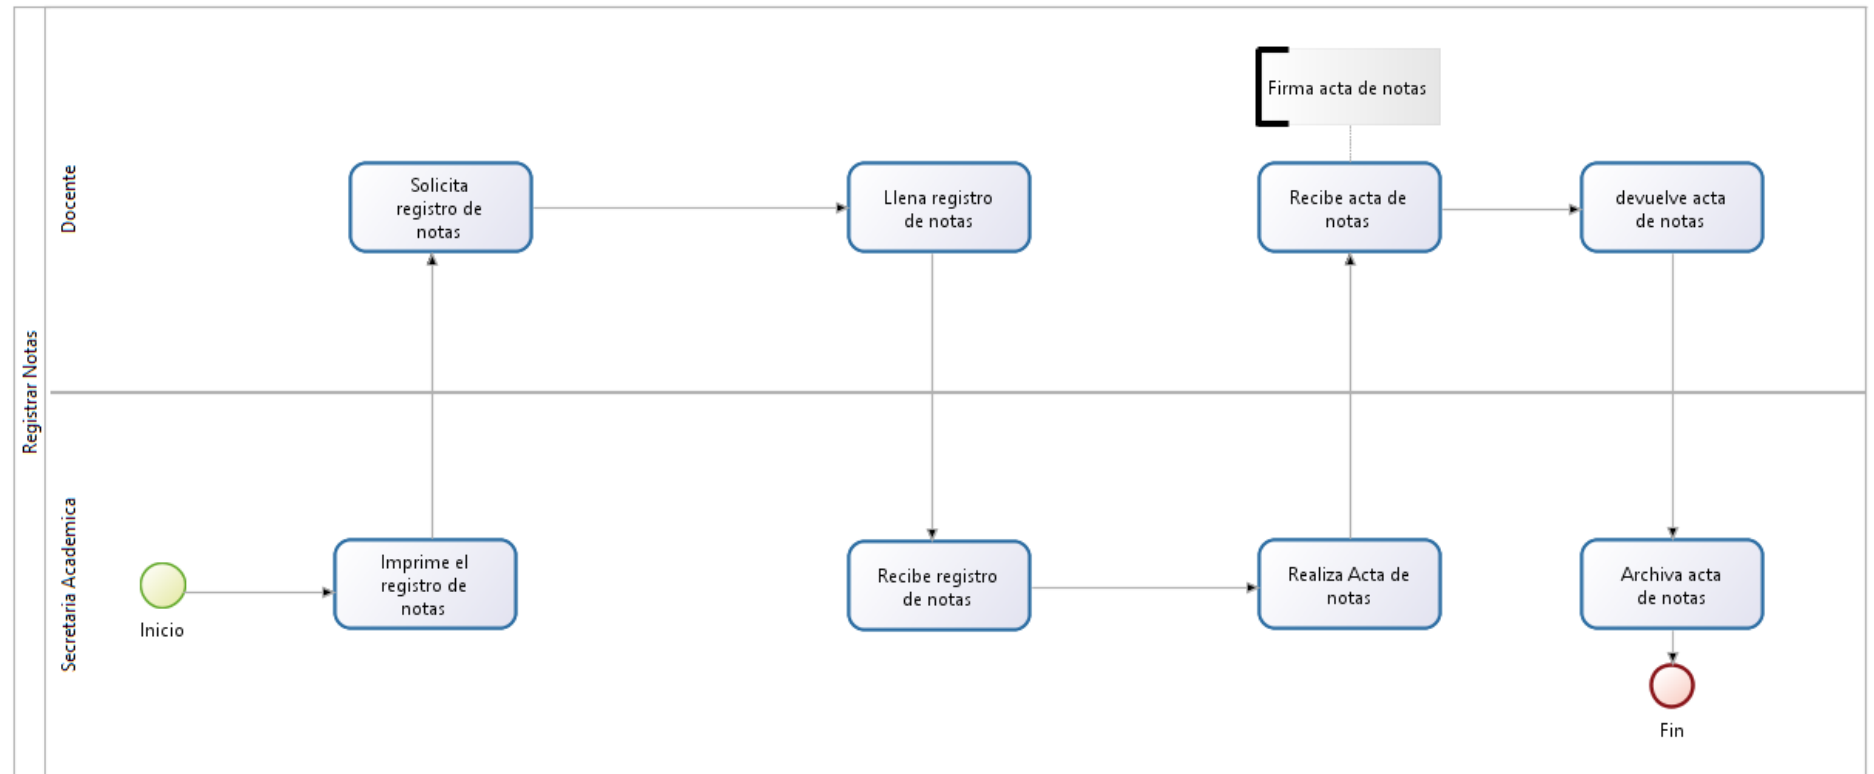 Registrar Notas
Docente
Solicita
registro de
notas
Llena registro
de notas
Firma acta de notas
Recibe acta de
notas
devuelve acta
de notas
Secretaria Academica
Inicio
Imprime el
registro de
notas
Recibe registro
de notas
Realiza Acta de
notas
Archiva acta
de notas
Fin